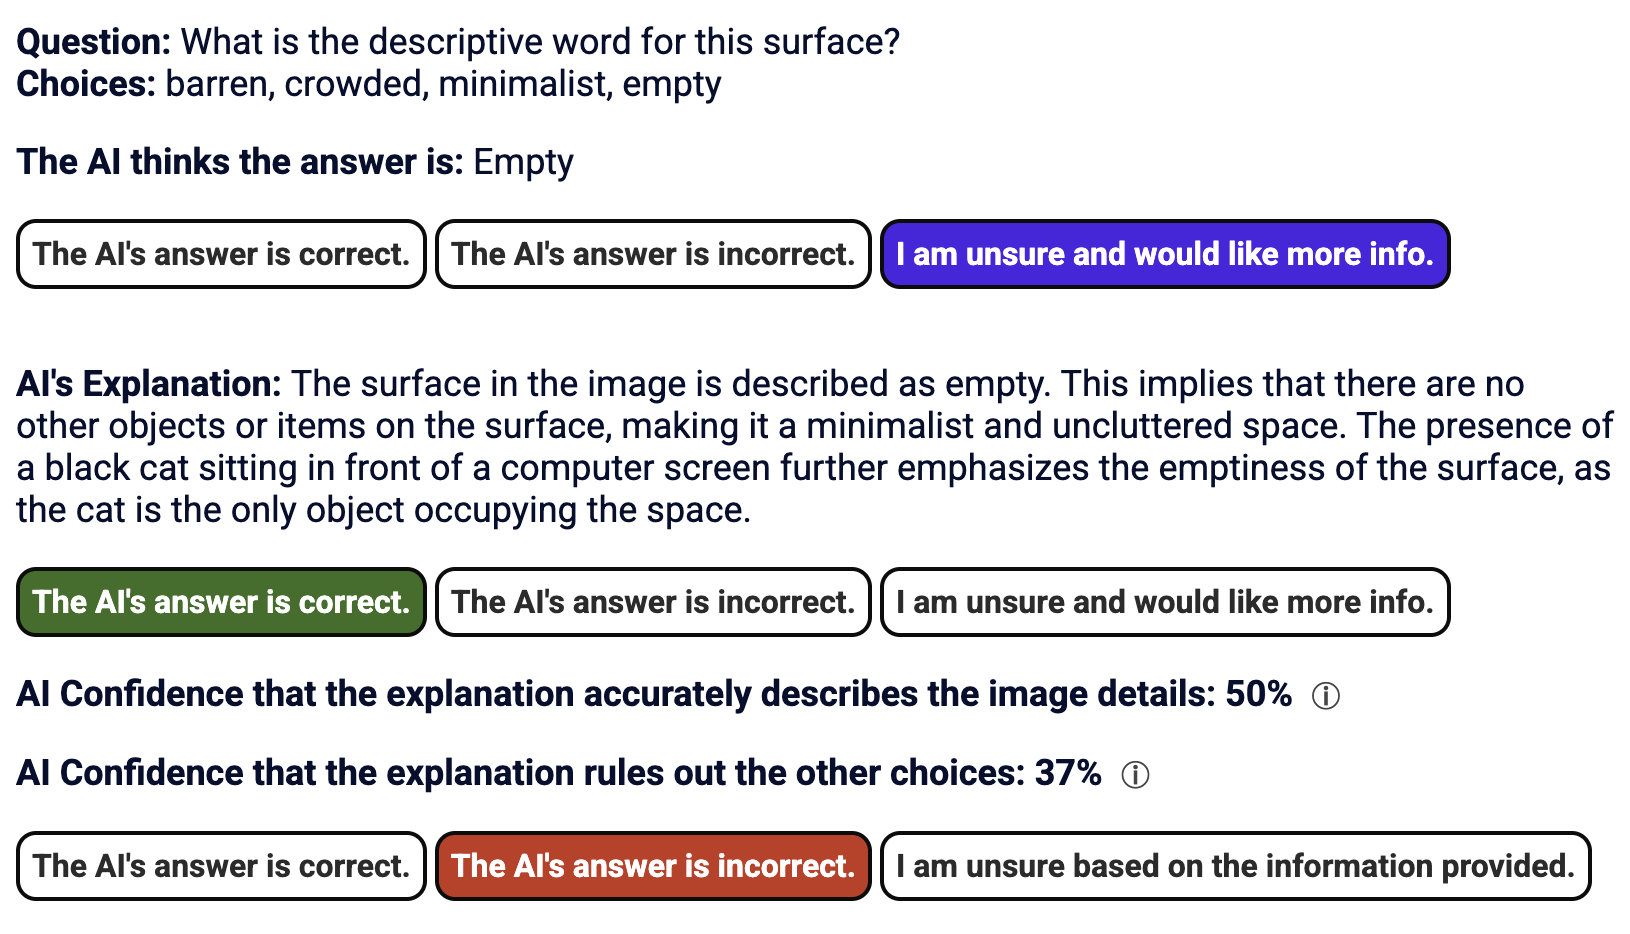 Question: What is the descriptive word for this surface?
Choices: barren, crowded, minimalist, empty
The AI thinks the answer is: Empty
The AI's answer is correct. The AI's answer is incorrect. I am unsure and would like more info.
AI's Explanation: The surface in the image is described as empty. This implies that there are no
other objects or items on the surface, making it a minimalist and uncluttered space. The presence of
a black cat sitting in front of a computer screen further emphasizes the emptiness of the surface, as
the cat is the only object occupying the space.
The AI's answer is correct. The AI's answer is incorrect. I am unsure and would like more info.
AI Confidence that the explanation accurately describes the image details: 50% ⓘ
AI Confidence that the explanation rules out the other choices: 37% ⓘ
The AI's answer is correct. The AI's answer is incorrect. I am unsure based on the information provided.